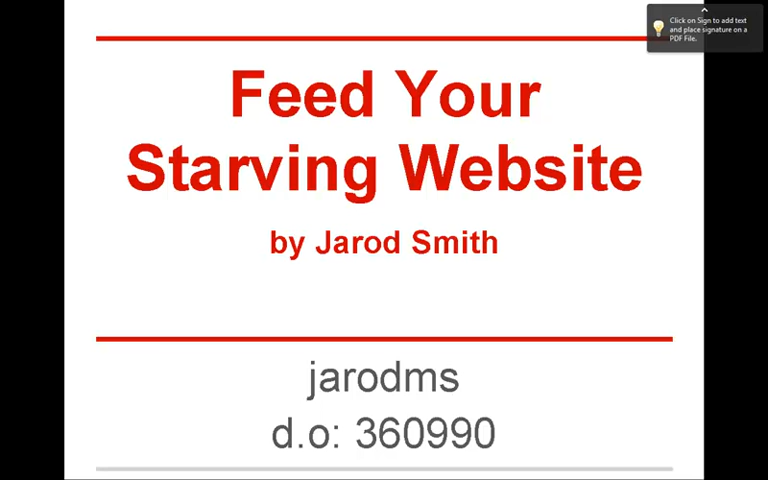 Feed Your
Starving Website
by Jarod Smith
jarodms
d.o: 360990
Click on Sign to add text
and place signature on a
PDF File.